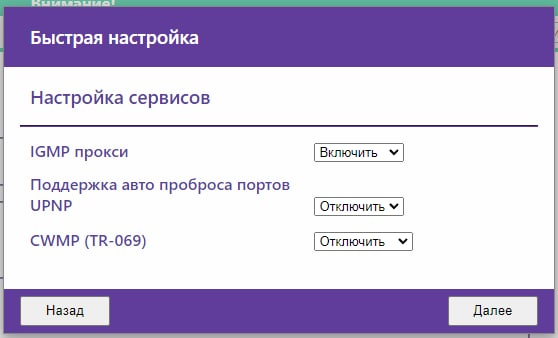 Внимание!
Быстрая настройка
Настройка сервисов
IGMP прокси Включить
Поддержка авто проброса портов
UPNP Отключить
CWMP (TR-069) Отключить
Назад Далее